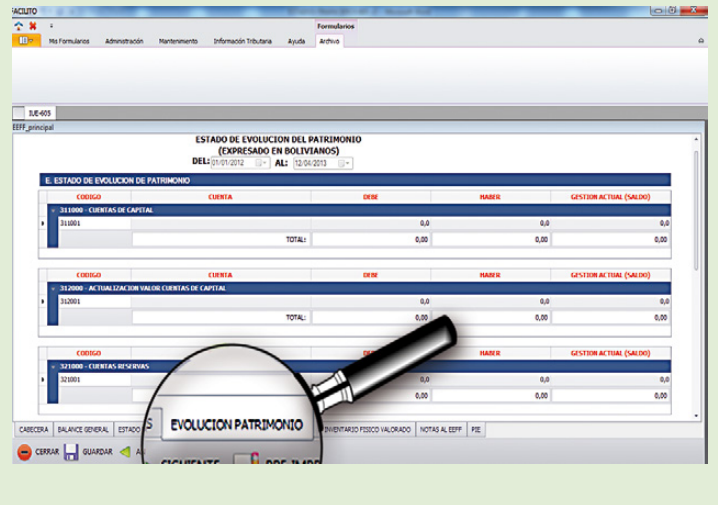 FACILITO
Formularios
Mis Formularios Administración Mantenimiento Información Tributaria Ayuda Archivo
IUE-605
EEFF_principal
ESTADO DE EVOLUCION DEL PATRIMONIO
(EXPRESADO EN BOLIVIANOS)
DEL: 01/01/2012 AL: 12/04/2013
E. ESTADO DE EVOLUCION DE PATRIMONIO
CODIGO CUENTA DEBE HABER GESTION ACTUAL (SALDO)
311000 - CUENTAS DE CAPITAL
311001 0,0 0,0 0,0
TOTAL: 0,00 0,00 0,00
CODIGO CUENTA DEBE HABER GESTION ACTUAL (SALDO)
312000 - ACTUALIZACION VALOR CUENTAS DE CAPITAL
312001 0,0 0,0 0,0
TOTAL: 0,00 0,00 0,00
CODIGO HABER GESTION ACTUAL (SALDO)
321000 - CUENTAS RESERVAS
321001 0,0 0,0 0,0
0,00 0,00 0,00
CABECERA BALANCE GENERAL ESTADO S EVOLUCION PATRIMONIO INVENTARIO FISICO VALORADO NOTAS AL EEFF PIE
CERRAR GUARDAR SIGUIENTE